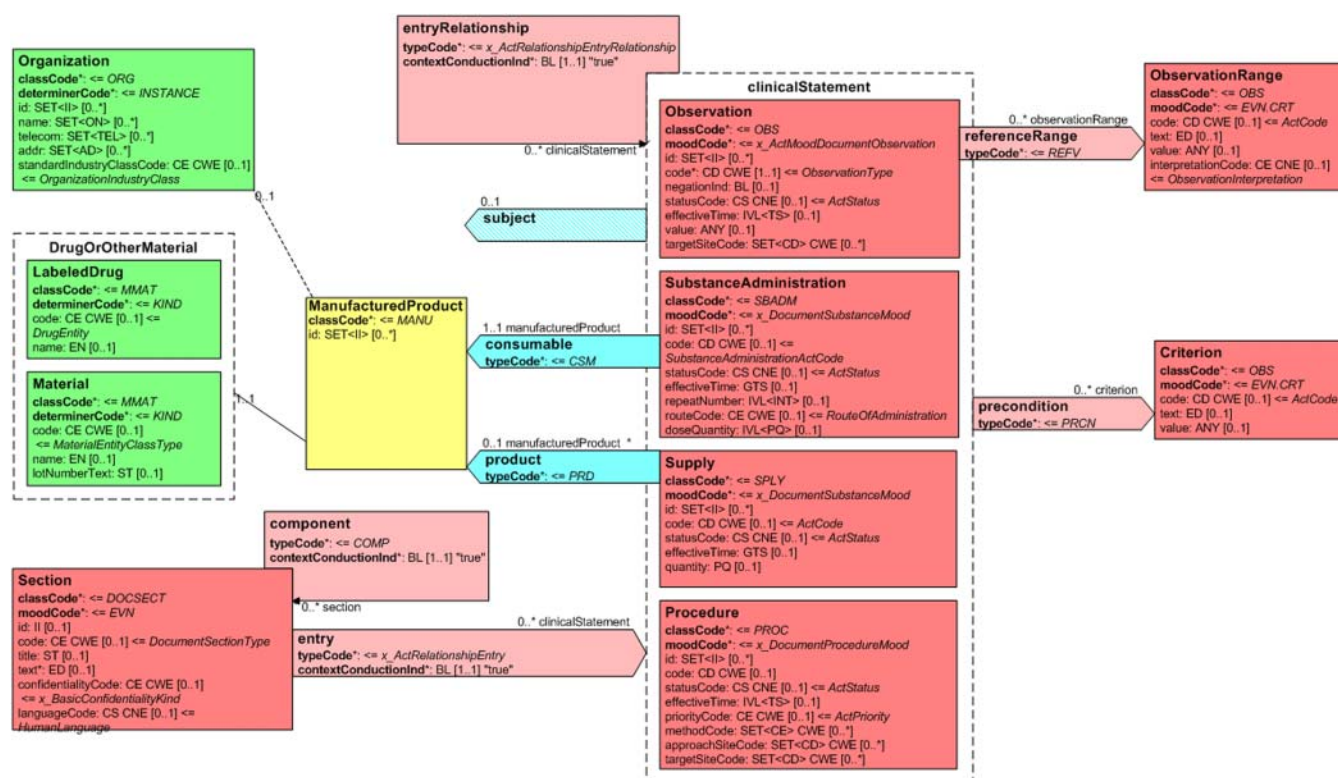 entryRelationship
typeCode*: <= x_ActRelationshipEntryRelationship
contextConductionInd*: BL [1..1] "true"
0..* clinicalStatement
Organization
classCode*: <= ORG
determinerCode*: <= INSTANCE
id: SET<II> [0..*]
name: SET<ON> [0..*]
telecom: SET<TEL> [0..*]
addr: SET<AD> [0..*]
standardIndustryClassCode: CE CWE [0..1]
<= OrganizationIndustryClass
0..1
DrugOrOtherMaterial
LabeledDrug
classCode*: <= MMAT
determinerCode*: <= KIND
code: CE CWE [0..1] <=
DrugEntity
name: EN [0..1]
Material
classCode*: <= MMAT
determinerCode*: <= KIND
code: CE CWE [0..1]
<= MaterialEntityClassType
name: EN [0..1]
lotNumberText: ST [0..1]
1..1
ManufacturedProduct
classCode*: <= MANU
id: SET<II> [0..*]
0..1
subject
1..1 manufacturedProduct
consumable
typeCode*: <= CSM
0..1 manufacturedProduct *
product
typeCode*: <= PRD
component
typeCode*: <= COMP
contextConductionInd*: BL [1..1] "true"
0..* section
Section
classCode*: <= DOCSECT
moodCode*: <= EVN
id: II [0..1]
code: CE CWE [0..1] <= DocumentSectionType
title: ST [0..1]
text*: ED [0..1]
confidentialityCode: CE CWE [0..1]
<= x_BasicConfidentialityKind
languageCode: CS CNE [0..1] <=
HumanLanguage
0..* clinicalStatement
entry
typeCode*: <= x_ActRelationshipEntry
contextConductionInd*: BL [1..1] "true"
clinicalStatement
Observation
classCode*: <= OBS
moodCode*: <= x_ActMoodDocumentObservation
id: SET<II> [0..*]
code*: CD CWE [1..1] <= ObservationType
negationInd: BL [0..1]
statusCode: CS CNE [0..1] <= ActStatus
effectiveTime: IVL<TS> [0..1]
value: ANY [0..1]
targetSiteCode: SET<CD> CWE [0..*]
SubstanceAdministration
classCode*: <= SBADM
moodCode*: <= x_DocumentSubstanceMood
id: SET<II> [0..*]
code: CD CWE [0..1] <=
SubstanceAdministrationActCode
statusCode: CS CNE [0..1] <= ActStatus
effectiveTime: GTS [0..1]
repeatNumber: IVL<INT> [0..1]
routeCode: CE CWE [0..1] <= RouteOfAdministration
doseQuantity: IVL<PQ> [0..1]
Supply
classCode*: <= SPLY
moodCode*: <= x_DocumentSubstanceMood
id: SET<II> [0..*]
code: CD CWE [0..1] <= ActCode
statusCode: CS CNE [0..1] <= ActStatus
effectiveTime: GTS [0..1]
quantity: PQ [0..1]
Procedure
classCode*: <= PROC
moodCode*: <= x_DocumentProcedureMood
id: SET<II> [0..*]
code: CD CWE [0..1]
statusCode: CS CNE [0..1] <= ActStatus
effectiveTime: IVL<TS> [0..1]
priorityCode: CE CWE [0..1] <= ActPriority
methodCode: SET<CE> CWE [0..*]
approachSiteCode: SET<CD> CWE [0..*]
targetSiteCode: SET<CD> CWE [0..*]
0..* observationRange
referenceRange
typeCode*: <= REFV
ObservationRange
classCode*: <= OBS
moodCode*: <= EVN.CRT
code: CD CWE [0..1] <= ActCode
text: ED [0..1]
value: ANY [0..1]
interpretationCode: CE CNE [0..1]
<= ObservationInterpretation
0..* criterion
precondition
typeCode*: <= PRCN
Criterion
classCode*: <= OBS
moodCode*: <= EVN.CRT
code: CD CWE [0..1] <= ActCode
text: ED [0..1]
value: ANY [0..1]